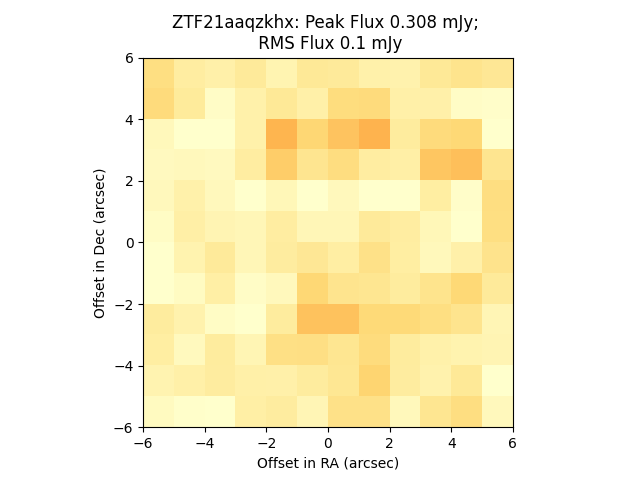 ZTF21aaqzkhx: Peak Flux 0.308 mJy;
RMS Flux 0.1 mJy
6
4
2
0
−2
−4
−6
Offset in Dec (arcsec)
−6 −4 −2 0 2 4 6
Offset in RA (arcsec)